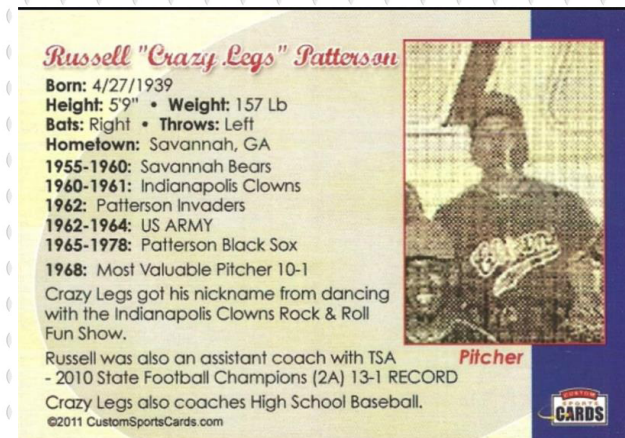 Russell "Crazy Legs" Patterson
Born: 4/27/1939
Height: 5'9" • Weight: 157 Lb
Bats: Right • Throws: Left
Hometown: Savannah, GA
1955-1960: Savannah Bears
1960-1961: Indianapolis Clowns
1962: Patterson Invaders
1962-1964: US ARMY
1965-1978: Patterson Black Sox
1968: Most Valuable Pitcher 10-1
Crazy Legs got his nickname from dancing
with the Indianapolis Clowns Rock & Roll
Fun Show.
Russell was also an assistant coach with TSA
- 2010 State Football Champions (2A) 13-1 RECORD
Crazy Legs also coaches High School Baseball.
©2011 CustomSportsCards.com
Pitcher
CUSTOM
SPORTS
CARDS